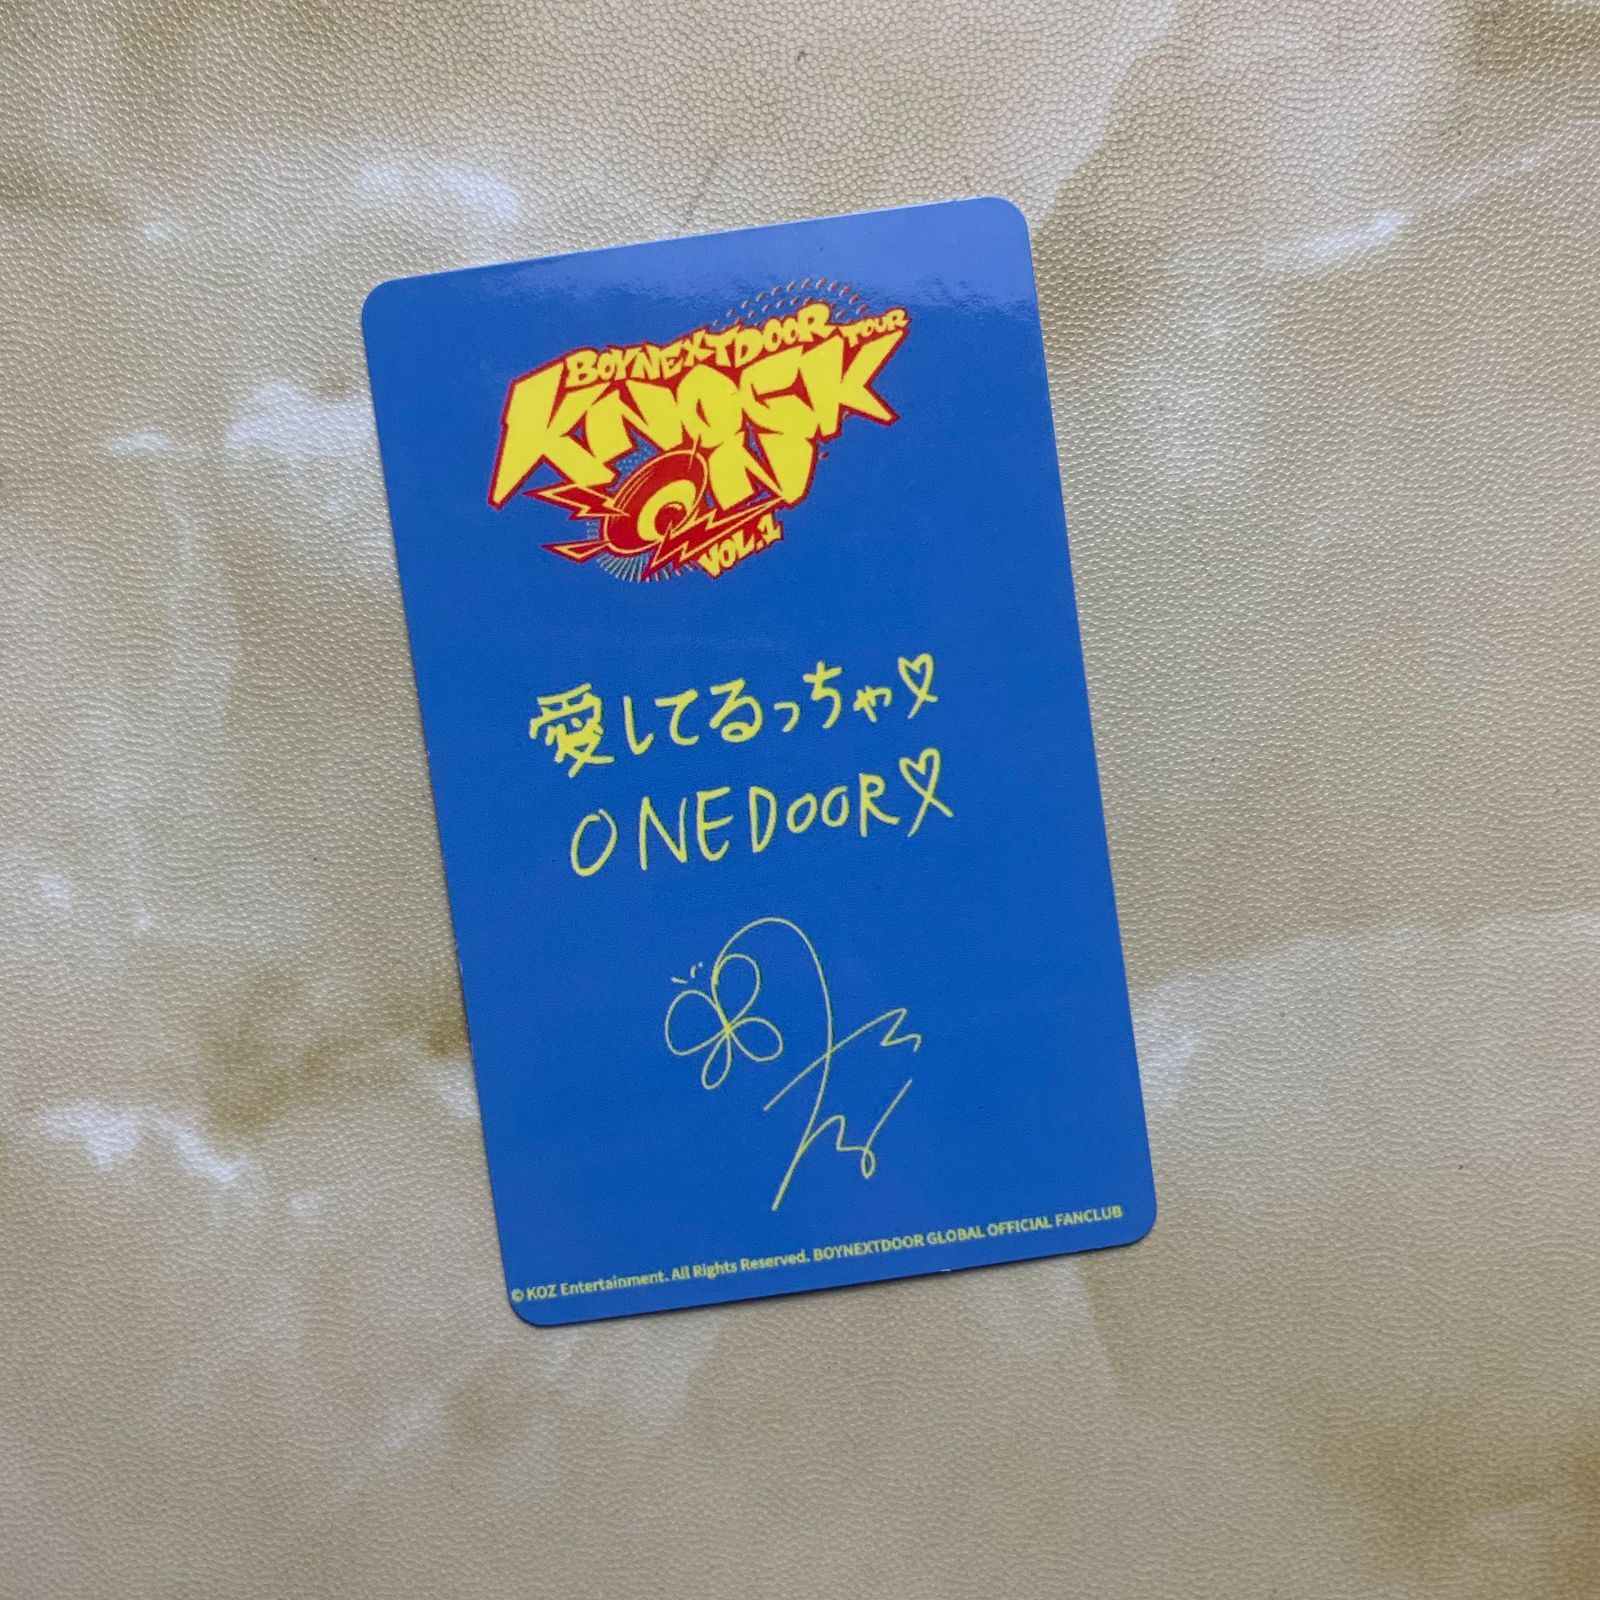 BOYNEXTDOOR TOUR
KNOCK
ON
VOL.1
愛してるっちゃ♡
ONEDOOR♡
© KOZ Entertainment. All Rights Reserved. BOYNEXTDOOR GLOBAL OFFICIAL FANCLUB